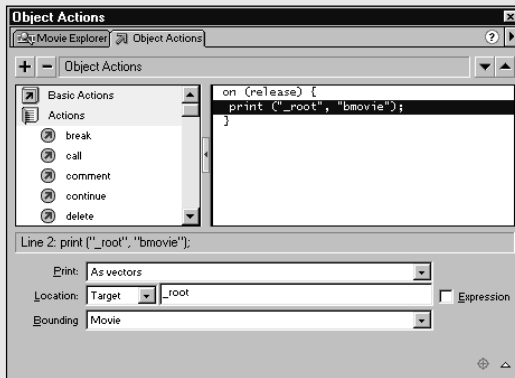 Object Actions
Movie Explorer Object Actions ?
+ − Object Actions
Basic Actions
Actions
break
call
comment
continue
delete
on (release) {
print ("_root", "bmovie");
}
Line 2: print ("_root", "bmovie");
Print: As vectors
Location: Target _root Expression
Bounding Movie